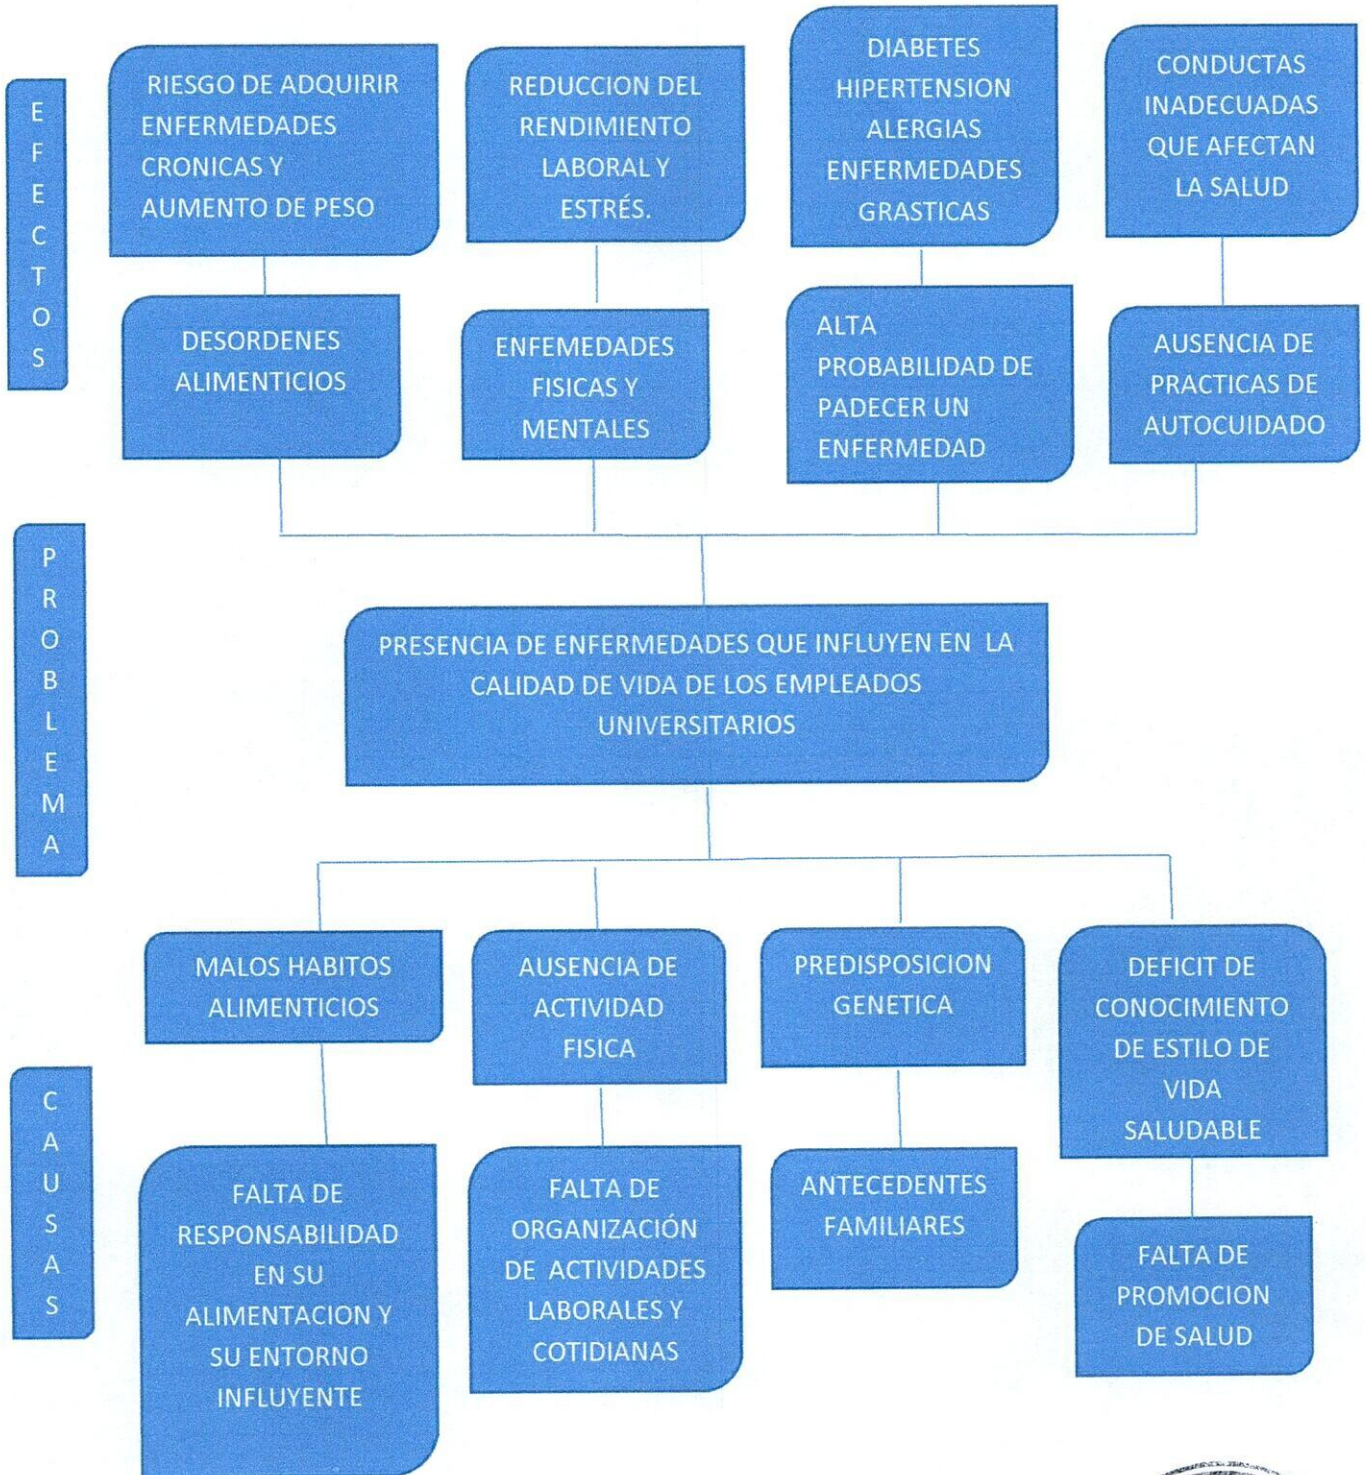 EFECTOS
RIESGO DE ADQUIRIR
ENFERMEDADES
CRONICAS Y
AUMENTO DE PESO
REDUCCION DEL
RENDIMIENTO
LABORAL Y
ESTRÉS.
DIABETES
HIPERTENSION
ALERGIAS
ENFERMEDADES
GRASTICAS
CONDUCTAS
INADECUADAS
QUE AFECTAN
LA SALUD
DESORDENES
ALIMENTICIOS
ENFEMEDADES
FISICAS Y
MENTALES
ALTA
PROBABILIDAD DE
PADECER UN
ENFERMEDAD
AUSENCIA DE
PRACTICAS DE
AUTOCUIDADO
PROBLEMA
PRESENCIA DE ENFERMEDADES QUE INFLUYEN EN LA
CALIDAD DE VIDA DE LOS EMPLEADOS
UNIVERSITARIOS
CAUSAS
MALOS HABITOS
ALIMENTICIOS
AUSENCIA DE
ACTIVIDAD
FISICA
PREDISPOSICION
GENETICA
DEFICIT DE
CONOCIMIENTO
DE ESTILO DE
VIDA
SALUDABLE
FALTA DE
RESPONSABILIDAD
EN SU
ALIMENTACION Y
SU ENTORNO
INFLUYENTE
FALTA DE
ORGANIZACIÓN
DE ACTIVIDADES
LABORALES Y
COTIDIANAS
ANTECEDENTES
FAMILIARES
FALTA DE
PROMOCION
DE SALUD